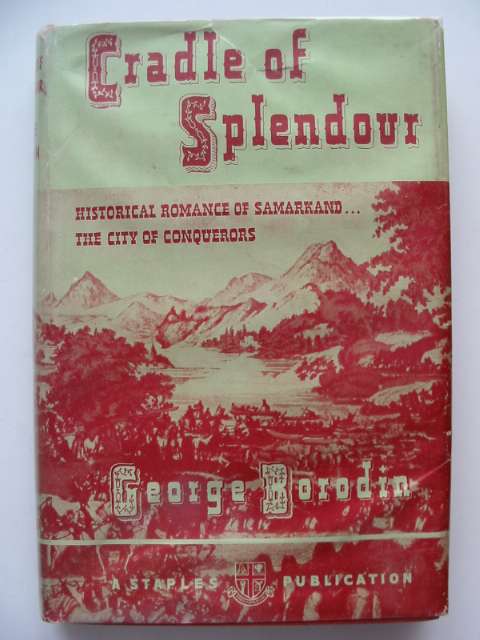 Cradle of
Splendour
HISTORICAL ROMANCE OF SAMARKAND...
THE CITY OF CONQUERORS
George Borodin
A STAPLES PUBLICATION